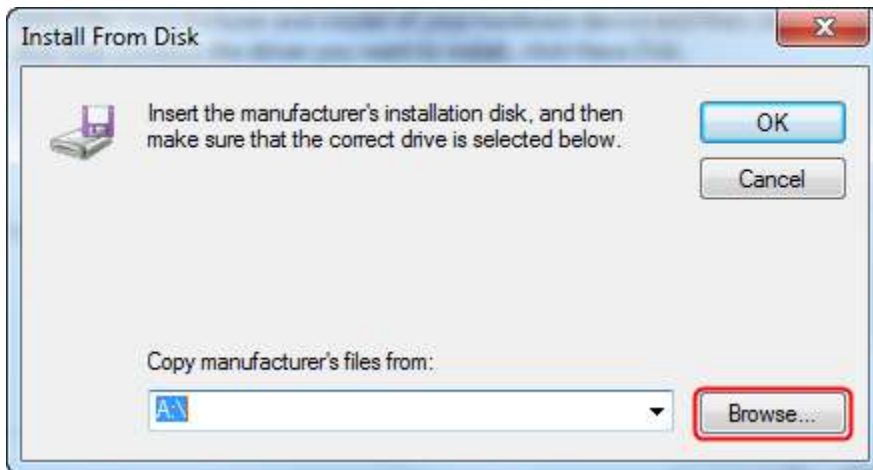 Install From Disk
Insert the manufacturer's installation disk, and then
make sure that the correct drive is selected below.
OK
Cancel
Copy manufacturer's files from:
A:\
Browse...